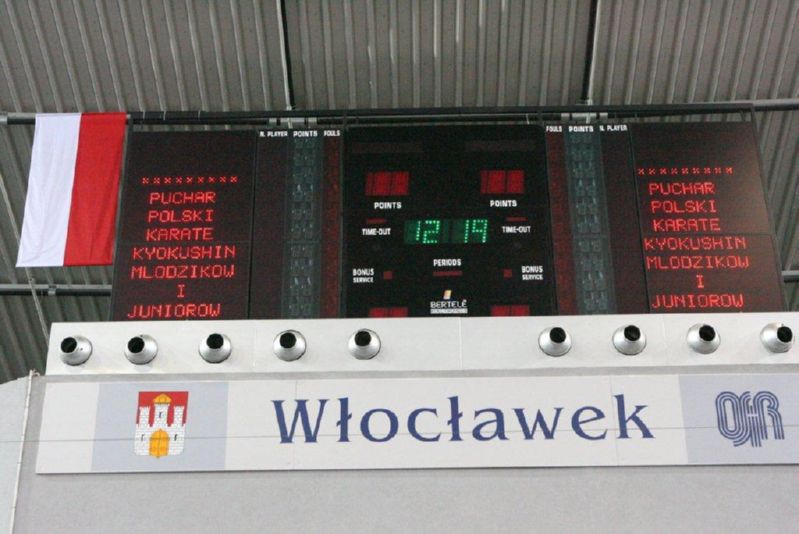 N. PLAYER POINTS FOULS
FOULS POINTS N. PLAYER
* * * * * * * * *
PUCHAR
POLSKI
KARATE
KYOKUSHIN
MLODZIKOW
I
JUNIOROW
POINTS POINTS
TIME-OUT 12 19 TIME-OUT
PERIODS
BONUS
SERVICE
BONUS
SERVICE
BERTELÈ
* * * * * * * * *
PUCHAR
POLSKI
KARATE
KYOKUSHIN
MLODZIKOW
I
JUNIOROW
Włocławek